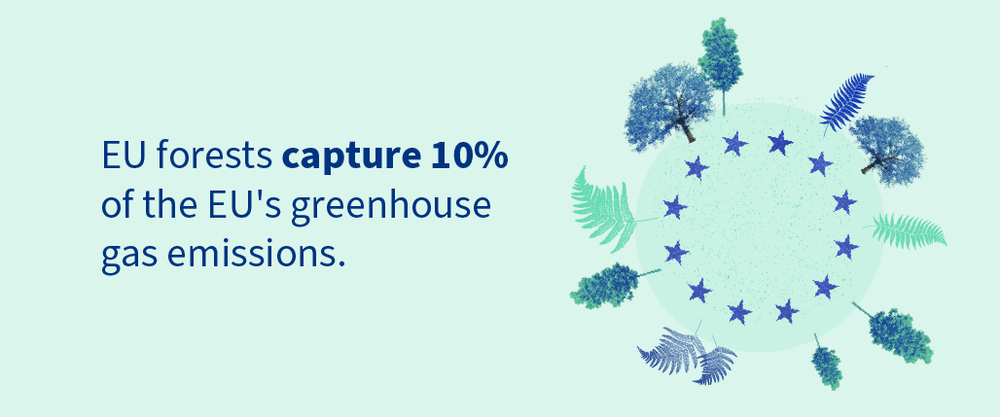 EU forests capture 10%
of the EU's greenhouse
gas emissions.